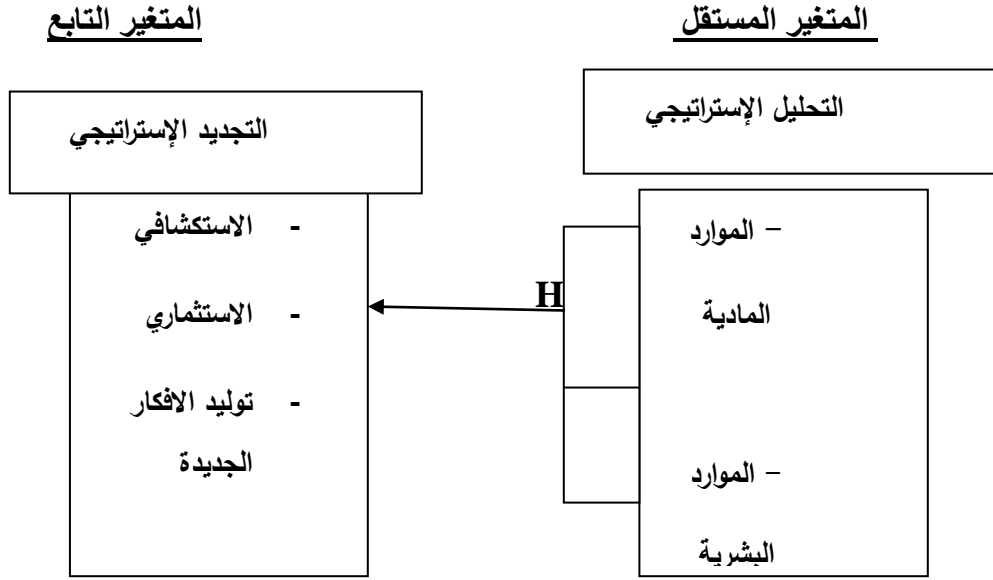 المتغير المستقل
المتغير التابع
التحليل الإستراتيجي
التجديد الإستراتيجي
– الموارد
المادية
– الموارد
البشرية
H
- الاستكشافي
- الاستثماري
- توليد الافكار
الجديدة